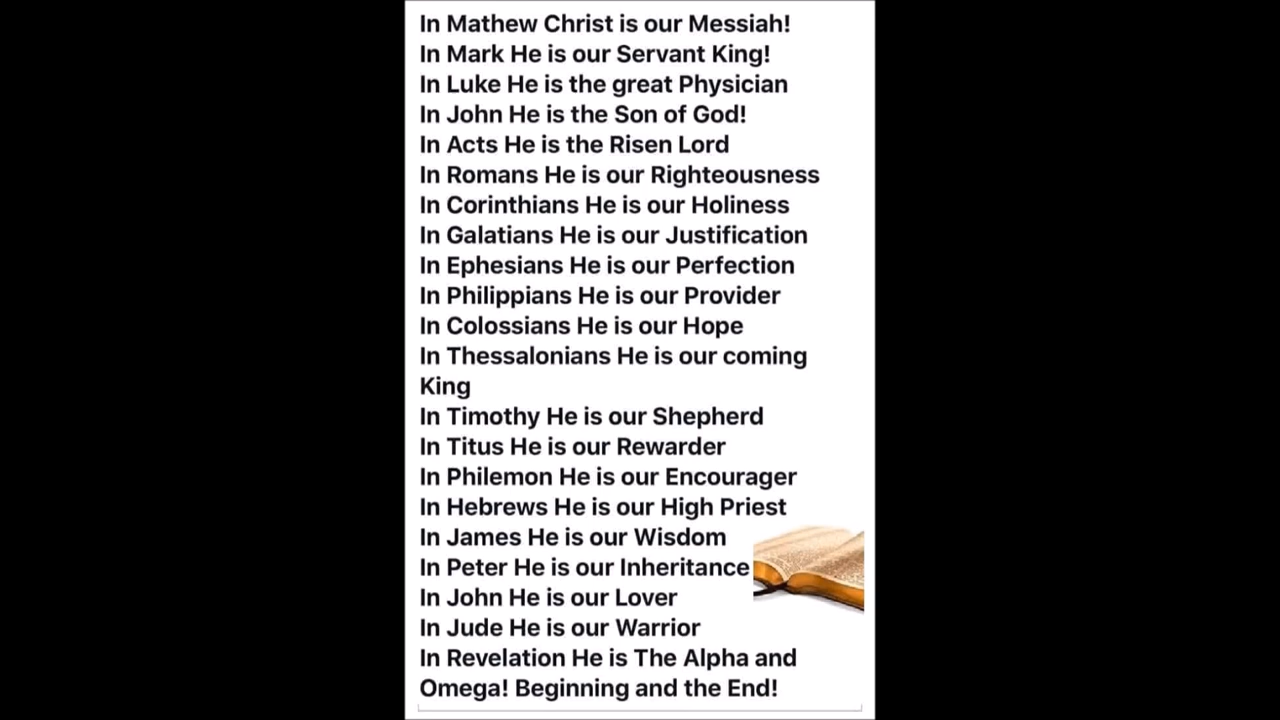 In Mathew Christ is our Messiah!
In Mark He is our Servant King!
In Luke He is the great Physician
In John He is the Son of God!
In Acts He is the Risen Lord
In Romans He is our Righteousness
In Corinthians He is our Holiness
In Galatians He is our Justification
In Ephesians He is our Perfection
In Philippians He is our Provider
In Colossians He is our Hope
In Thessalonians He is our coming
King
In Timothy He is our Shepherd
In Titus He is our Rewarder
In Philemon He is our Encourager
In Hebrews He is our High Priest
In James He is our Wisdom
In Peter He is our Inheritance
In John He is our Lover
In Jude He is our Warrior
In Revelation He is The Alpha and
Omega! Beginning and the End!